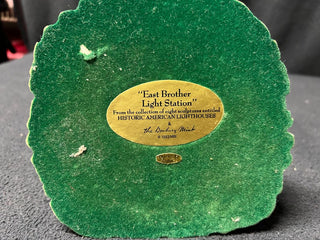 "East Brother
Light Station"
From the collection of eight sculptures entitled
HISTORIC AMERICAN LIGHTHOUSES
&
The Danbury Mint